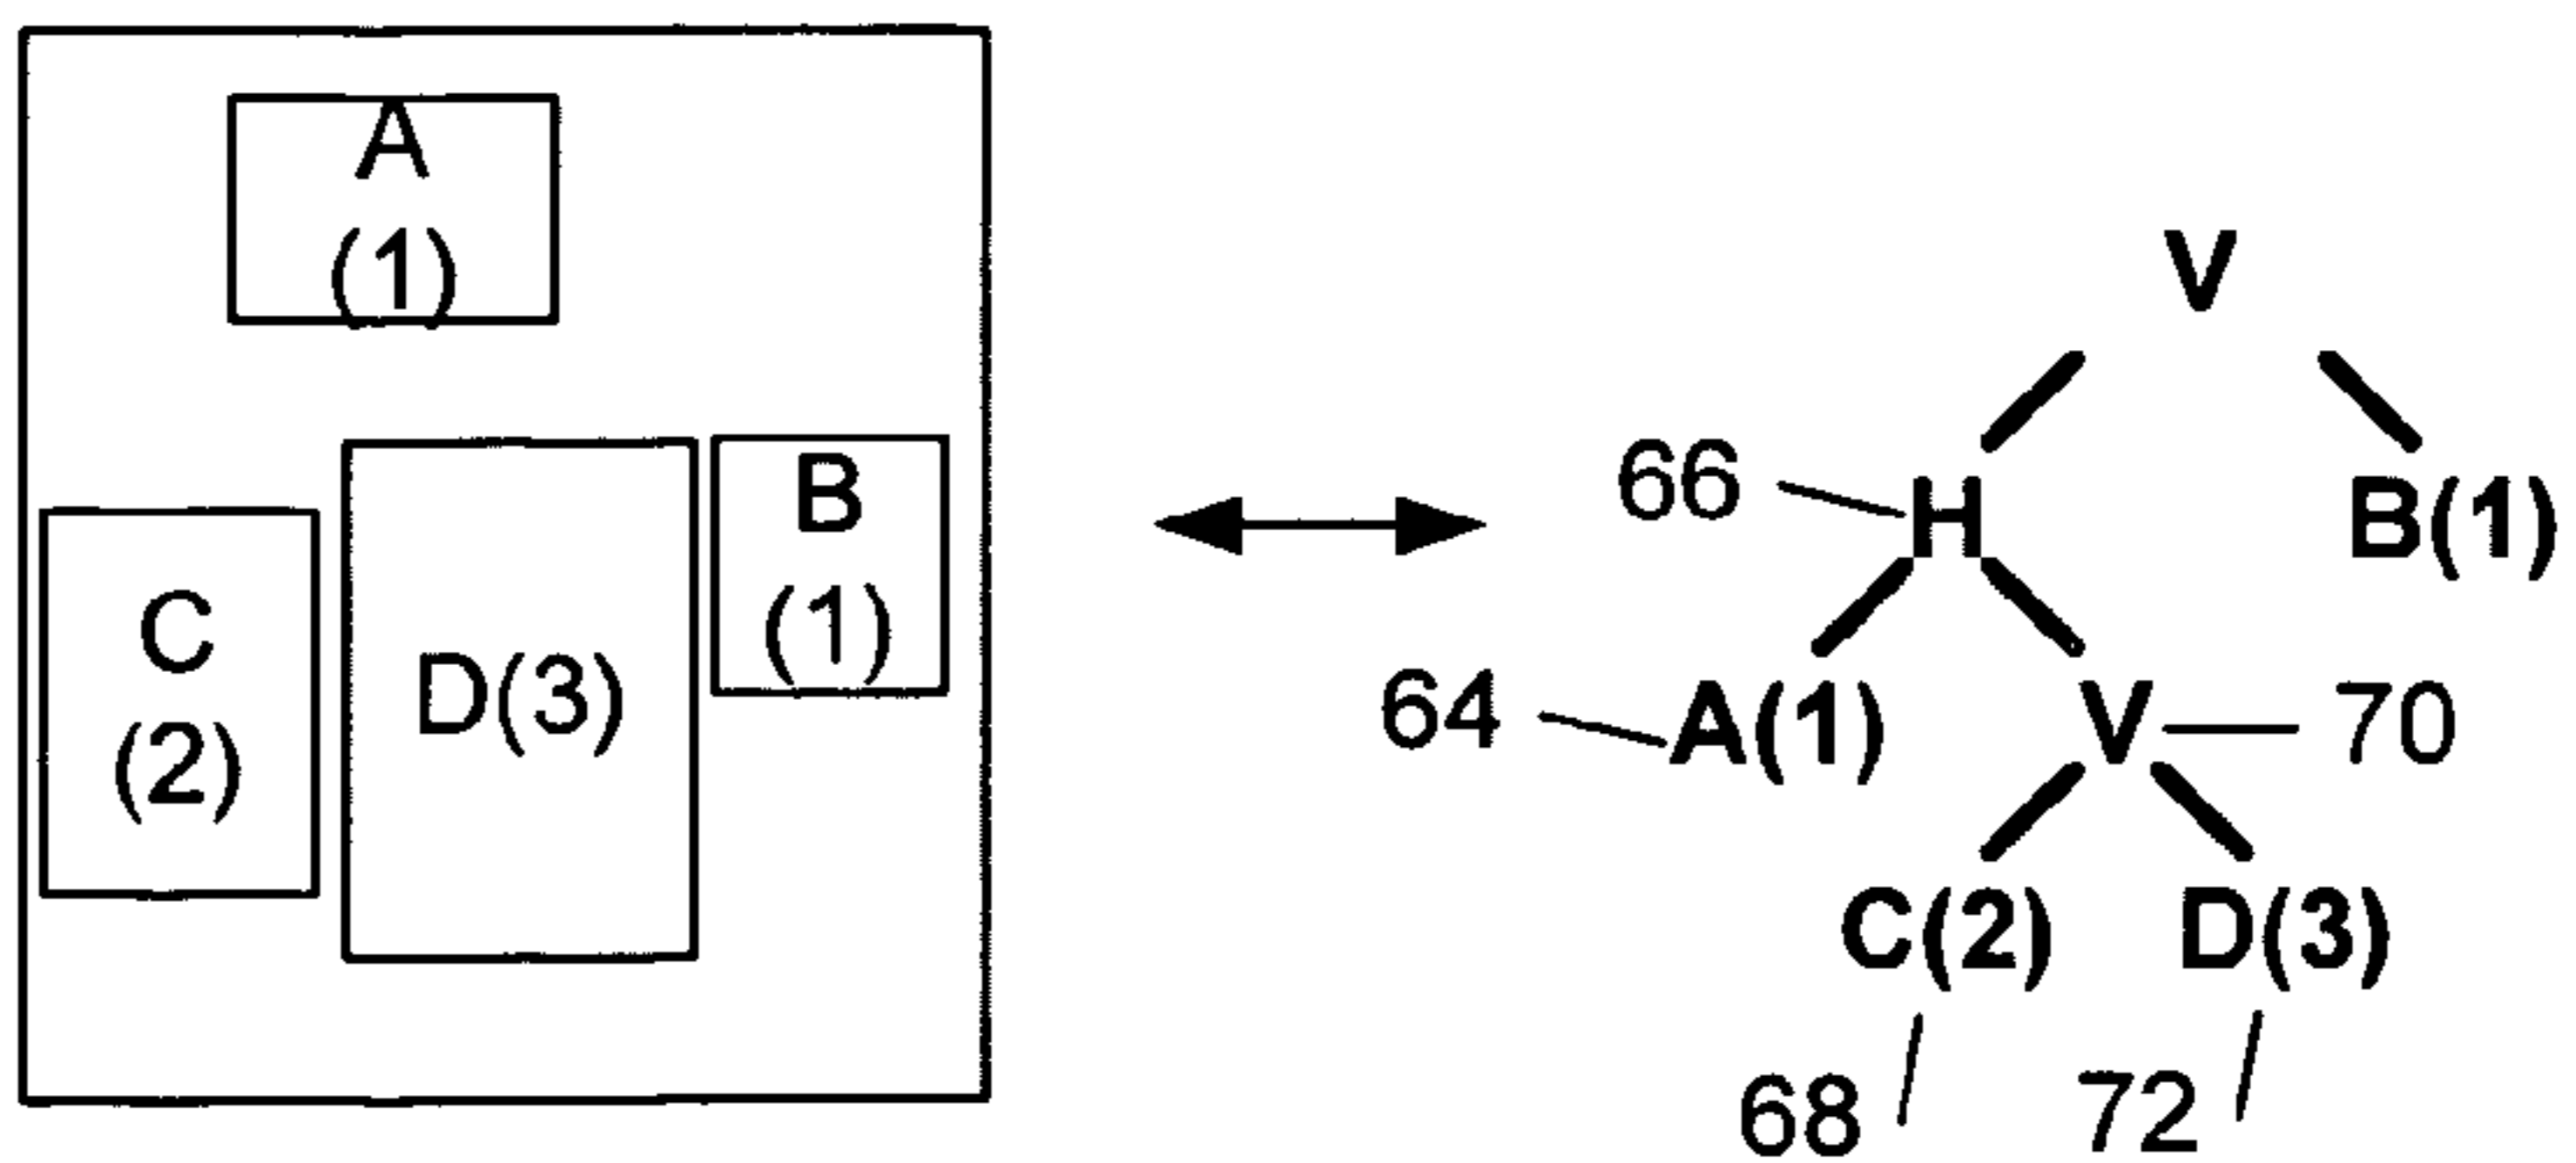 A
(1)
B
(1)
C
(2)
D(3)
V
66
H
B(1)
64
A(1)
V
70
C(2)
D(3)
68
72